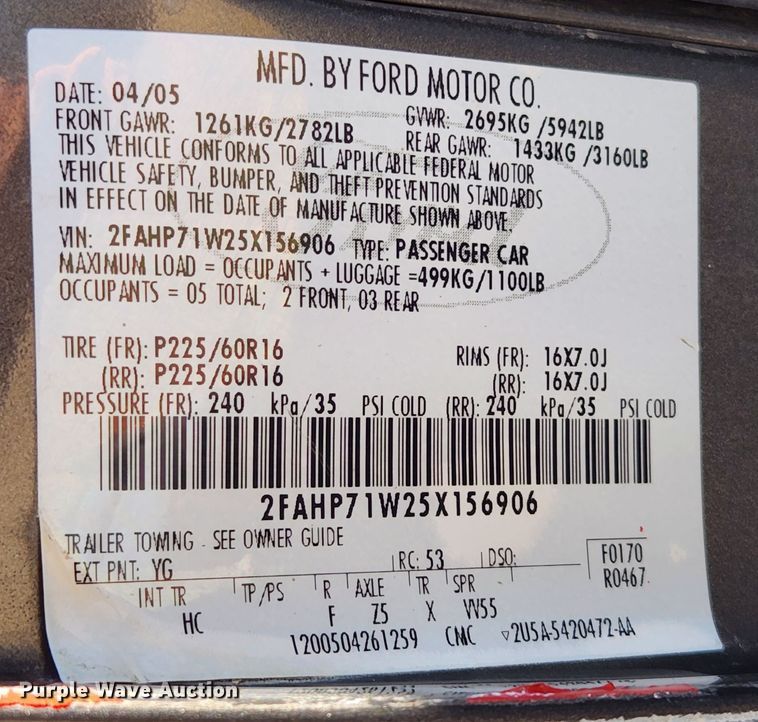 MFD. BY FORD MOTOR CO.
DATE: 04/05
GVWR: 2695KG /5942LB
FRONT GAWR: 1261KG/2782LB
REAR GAWR: 1433KG /3160LB
THIS VEHICLE CONFORMS TO ALL APPLICABLE FEDERAL MOTOR
VEHICLE SAFETY, BUMPER, AND THEFT PREVENTION STANDARDS
IN EFFECT ON THE DATE OF MANUFACTURE SHOWN ABOVE.
VIN: 2FAHP71W25X156906 TYPE: PASSENGER CAR
MAXIMUM LOAD = OCCUPANTS + LUGGAGE =499KG/1100LB
OCCUPANTS = 05 TOTAL; 2 FRONT, 03 REAR
TIRE (FR): P225/60R16 RIMS (FR): 16X7.0J
(RR): P225/60R16 (RR): 16X7.0J
PRESSURE (FR): 240 kPa/35 PSI COLD (RR): 240 kPa/35 PSI COLD
2FAHP71W25X156906
TRAILER TOWING - SEE OWNER GUIDE
EXT PNT: YG RC: 53 DSO: F0170
R0467
INT TR TP/PS R AXLE TR SPR
HC F Z5 X VV55
1200504261259 CMC ▽2U5A-5420472-AA
Purple Wave Auction